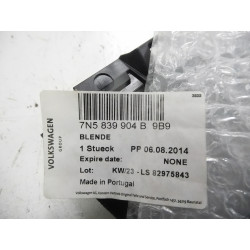 7N5 839 904 B 9B9
BLENDE
1 Stueck PP 06.08.2014
Expire date: NONE
Lot: KW/23 - LS 82975843
Made in Portugal
VOLKSWAGEN
GROUP